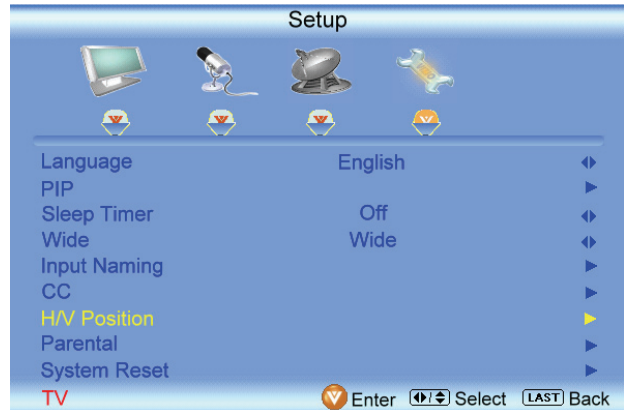 Setup
Language English
PIP
Sleep Timer Off
Wide Wide
Input Naming
CC
H/V Position
Parental
System Reset
TV Enter / Select LAST Back